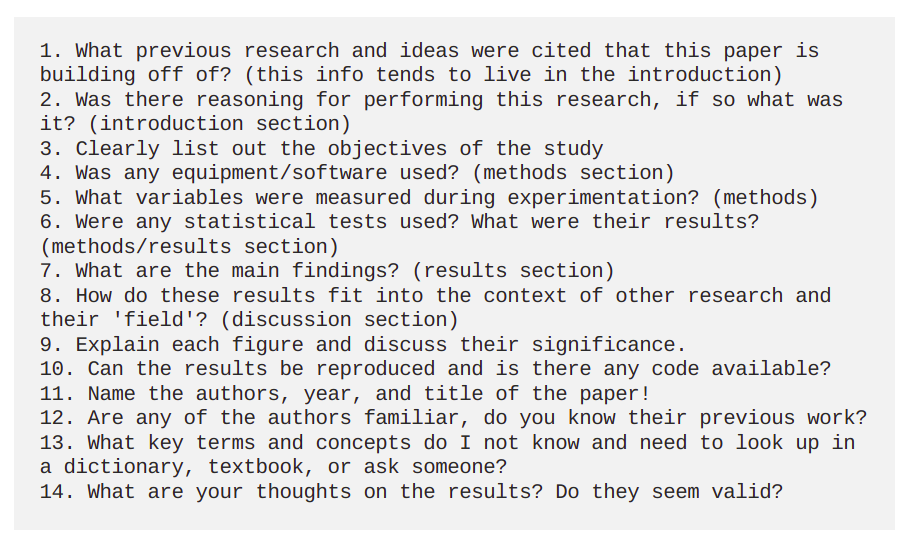 1. What previous research and ideas were cited that this paper is
building off of? (this info tends to live in the introduction)
2. Was there reasoning for performing this research, if so what was
it? (introduction section)
3. Clearly list out the objectives of the study
4. Was any equipment/software used? (methods section)
5. What variables were measured during experimentation? (methods)
6. Were any statistical tests used? What were their results?
(methods/results section)
7. What are the main findings? (results section)
8. How do these results fit into the context of other research and
their 'field'? (discussion section)
9. Explain each figure and discuss their significance.
10. Can the results be reproduced and is there any code available?
11. Name the authors, year, and title of the paper!
12. Are any of the authors familiar, do you know their previous work?
13. What key terms and concepts do I not know and need to look up in
a dictionary, textbook, or ask someone?
14. What are your thoughts on the results? Do they seem valid?